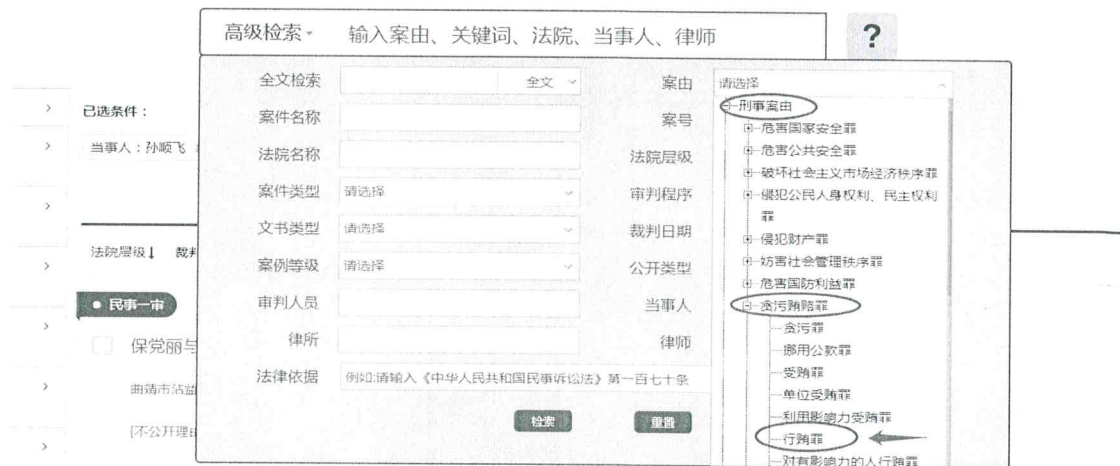 高级检索
输入案由、关键词、法院、当事人、律师
?
已选条件：
当事人：孙顺飞
法院层级↓ 裁判
民事一审
保党丽与
曲靖市沾益
[不公开理由
全文检索 全文
案件名称
法院名称
案件类型 请选择
文书类型 请选择
案例等级 请选择
审判人员
律所
法律依据 例如:请输入《中华人民共和国民事诉讼法》第一百七十条
检索 重置
案由 请选择
案号
法院层级
审判程序
裁判日期
公开类型
当事人
律师
刑事案由
危害国家安全罪
危害公共安全罪
破坏社会主义市场经济秩序罪
侵犯公民人身权利、民主权利
罪
侵犯财产罪
妨害社会管理秩序罪
危害国防利益罪
贪污贿赂罪
贪污罪
挪用公款罪
受贿罪
单位受贿罪
利用影响力受贿罪
行贿罪
对有影响力的人行贿罪